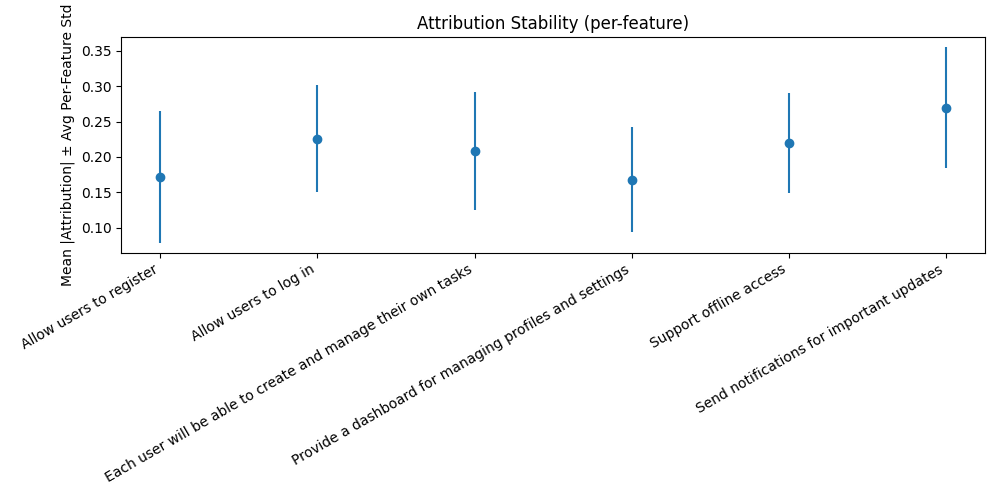 Attribution Stability (per-feature)
Mean |Attribution| ± Avg Per-Feature Std
0.35
0.30
0.25
0.20
0.15
0.10
Allow users to register
Allow users to log in
Each user will be able to create and manage their own tasks
Provide a dashboard for managing profiles and settings
Support offline access
Send notifications for important updates